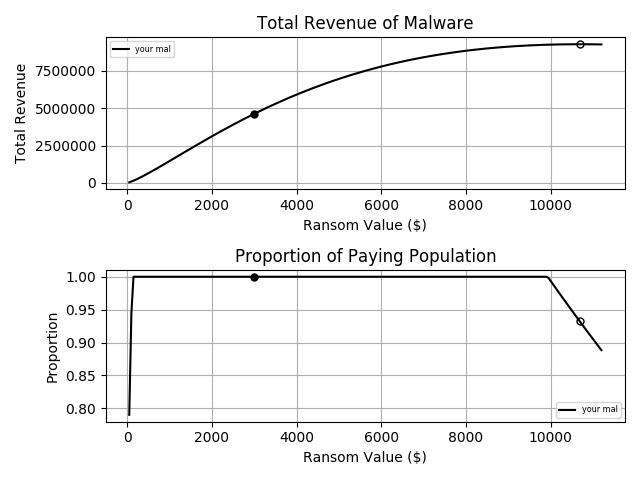 Total Revenue of Malware
your mal
7500000
5000000
2500000
0
Total Revenue
0 2000 4000 6000 8000 10000
Ransom Value ($)
Proportion of Paying Population
1.00
0.95
0.90
0.85
0.80
Proportion
your mal
0 2000 4000 6000 8000 10000
Ransom Value ($)